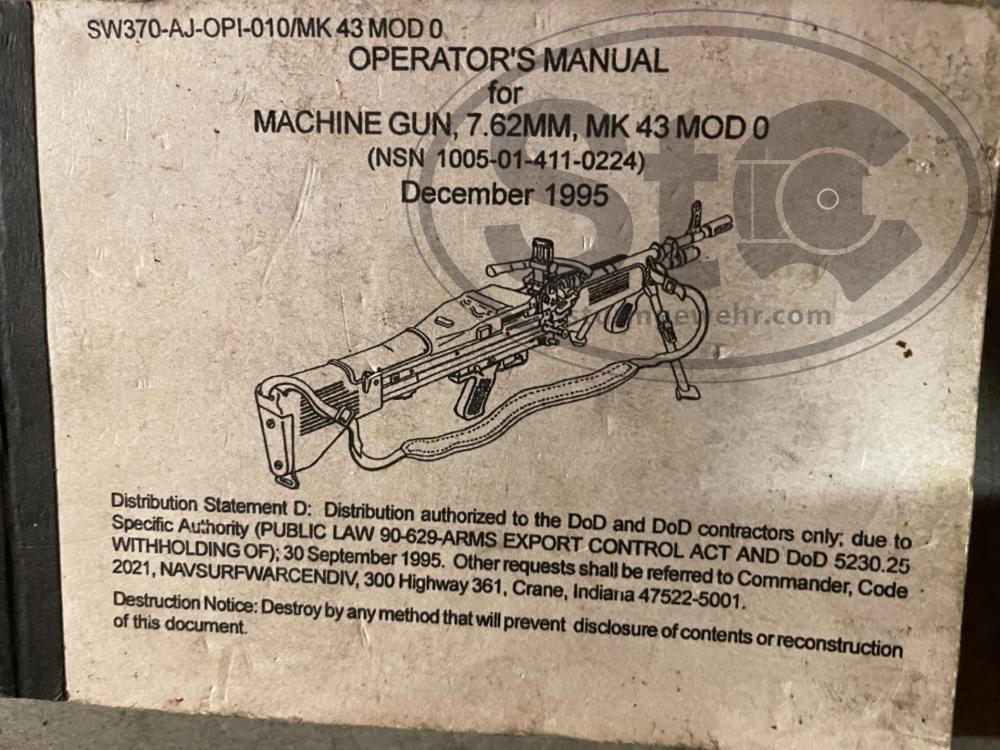 SW370-AJ-OPI-010/MK 43 MOD 0
OPERATOR'S MANUAL
for
MACHINE GUN, 7.62MM, MK 43 MOD 0
(NSN 1005-01-411-0224)
December 1995
StG
ewehr.com
Distribution Statement D: Distribution authorized to the DoD and DoD contractors only; due to
Specific Authority (PUBLIC LAW 90-629-ARMS EXPORT CONTROL ACT AND DoD 5230.25
WITHHOLDING OF); 30 September 1995. Other requests shall be referred to Commander, Code
2021, NAVSURFWARCENDIV, 300 Highway 361, Crane, Indiana 47522-5001.
Destruction Notice: Destroy by any method that will prevent disclosure of contents or reconstruction
of this document.